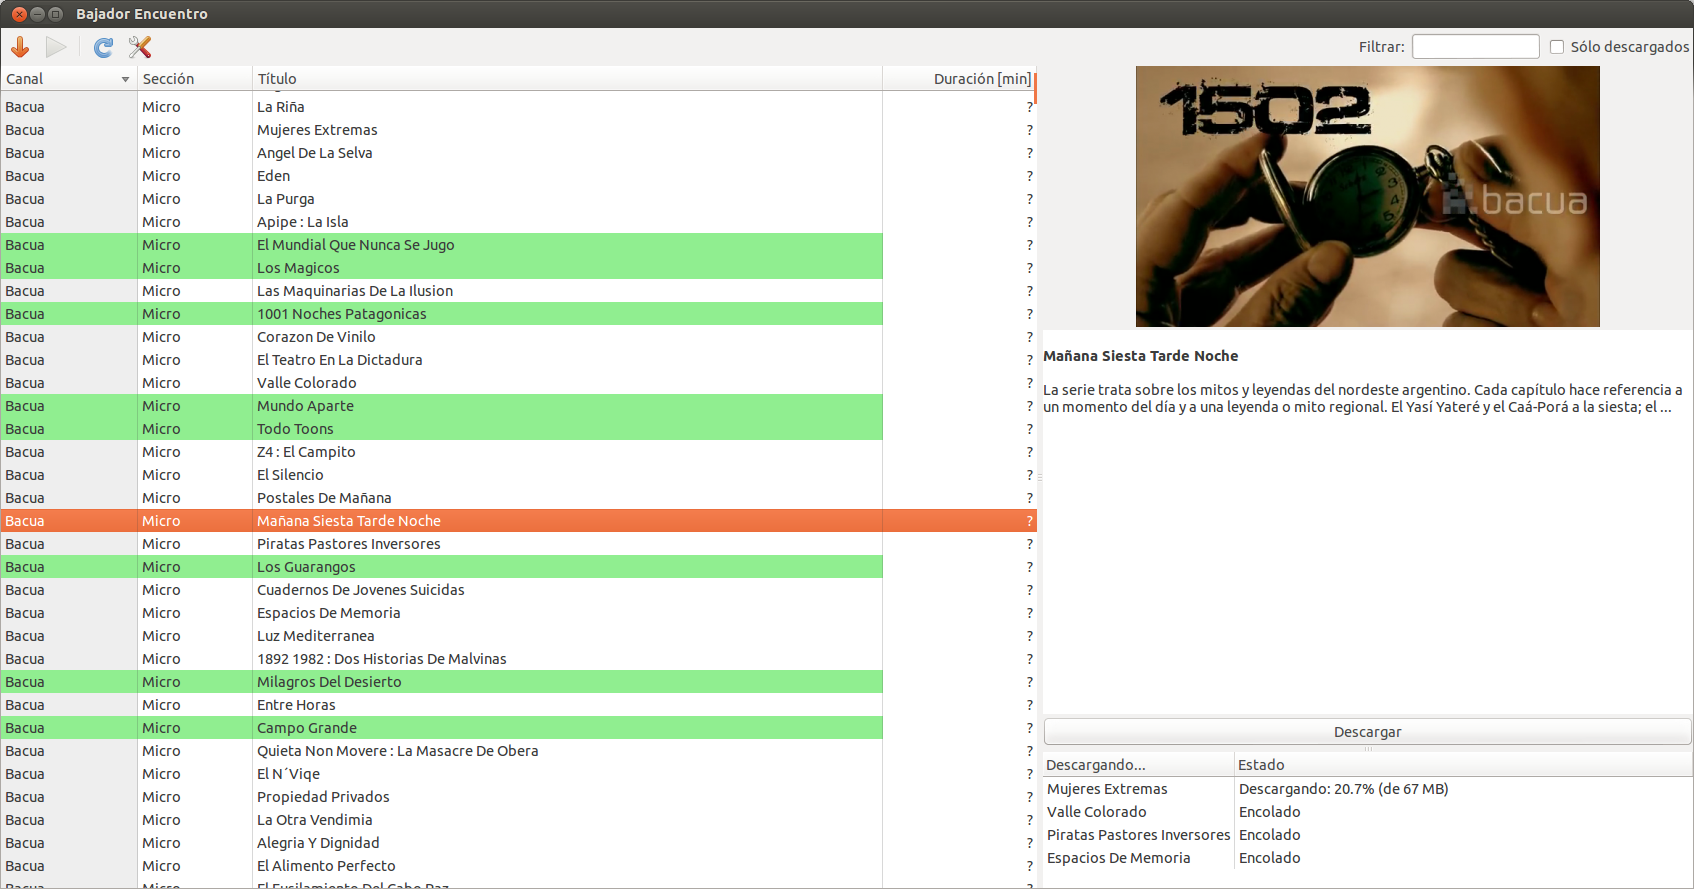 Bajador Encuentro
Filtrar: Sólo descargados
Canal Sección Título Duración [min]
Bacua Micro La Riña ?
Bacua Micro Mujeres Extremas ?
Bacua Micro Angel De La Selva ?
Bacua Micro Eden ?
Bacua Micro La Purga ?
Bacua Micro Apipe : La Isla ?
Bacua Micro El Mundial Que Nunca Se Jugo ?
Bacua Micro Los Magicos ?
Bacua Micro Las Maquinarias De La Ilusion ?
Bacua Micro 1001 Noches Patagonicas ?
Bacua Micro Corazon De Vinilo ?
Bacua Micro El Teatro En La Dictadura ?
Bacua Micro Valle Colorado ?
Bacua Micro Mundo Aparte ?
Bacua Micro Todo Toons ?
Bacua Micro Z4 : El Campito ?
Bacua Micro El Silencio ?
Bacua Micro Postales De Mañana ?
Bacua Micro Mañana Siesta Tarde Noche ?
Bacua Micro Piratas Pastores Inversores ?
Bacua Micro Los Guarangos ?
Bacua Micro Cuadernos De Jovenes Suicidas ?
Bacua Micro Espacios De Memoria ?
Bacua Micro Luz Mediterranea ?
Bacua Micro 1892 1982 : Dos Historias De Malvinas ?
Bacua Micro Milagros Del Desierto ?
Bacua Micro Entre Horas ?
Bacua Micro Campo Grande ?
Bacua Micro Quieta Non Movere : La Masacre De Obera ?
Bacua Micro El N´Viqe ?
Bacua Micro Propiedad Privados ?
Bacua Micro La Otra Vendimia ?
Bacua Micro Alegria Y Dignidad ?
Bacua Micro El Alimento Perfecto ?
Bacua Micro El Fusilamiento Del Cabo Paz ?
1502
bacua
3
4
5
Mañana Siesta Tarde Noche
La serie trata sobre los mitos y leyendas del nordeste argentino. Cada capítulo hace referencia a
un momento del día y a una leyenda o mito regional. El Yasí Yateré y el Caá-Porá a la siesta; el ...
Descargar
Descargando... Estado
Mujeres Extremas Descargando: 20.7% (de 67 MB)
Valle Colorado Encolado
Piratas Pastores Inversores Encolado
Espacios De Memoria Encolado